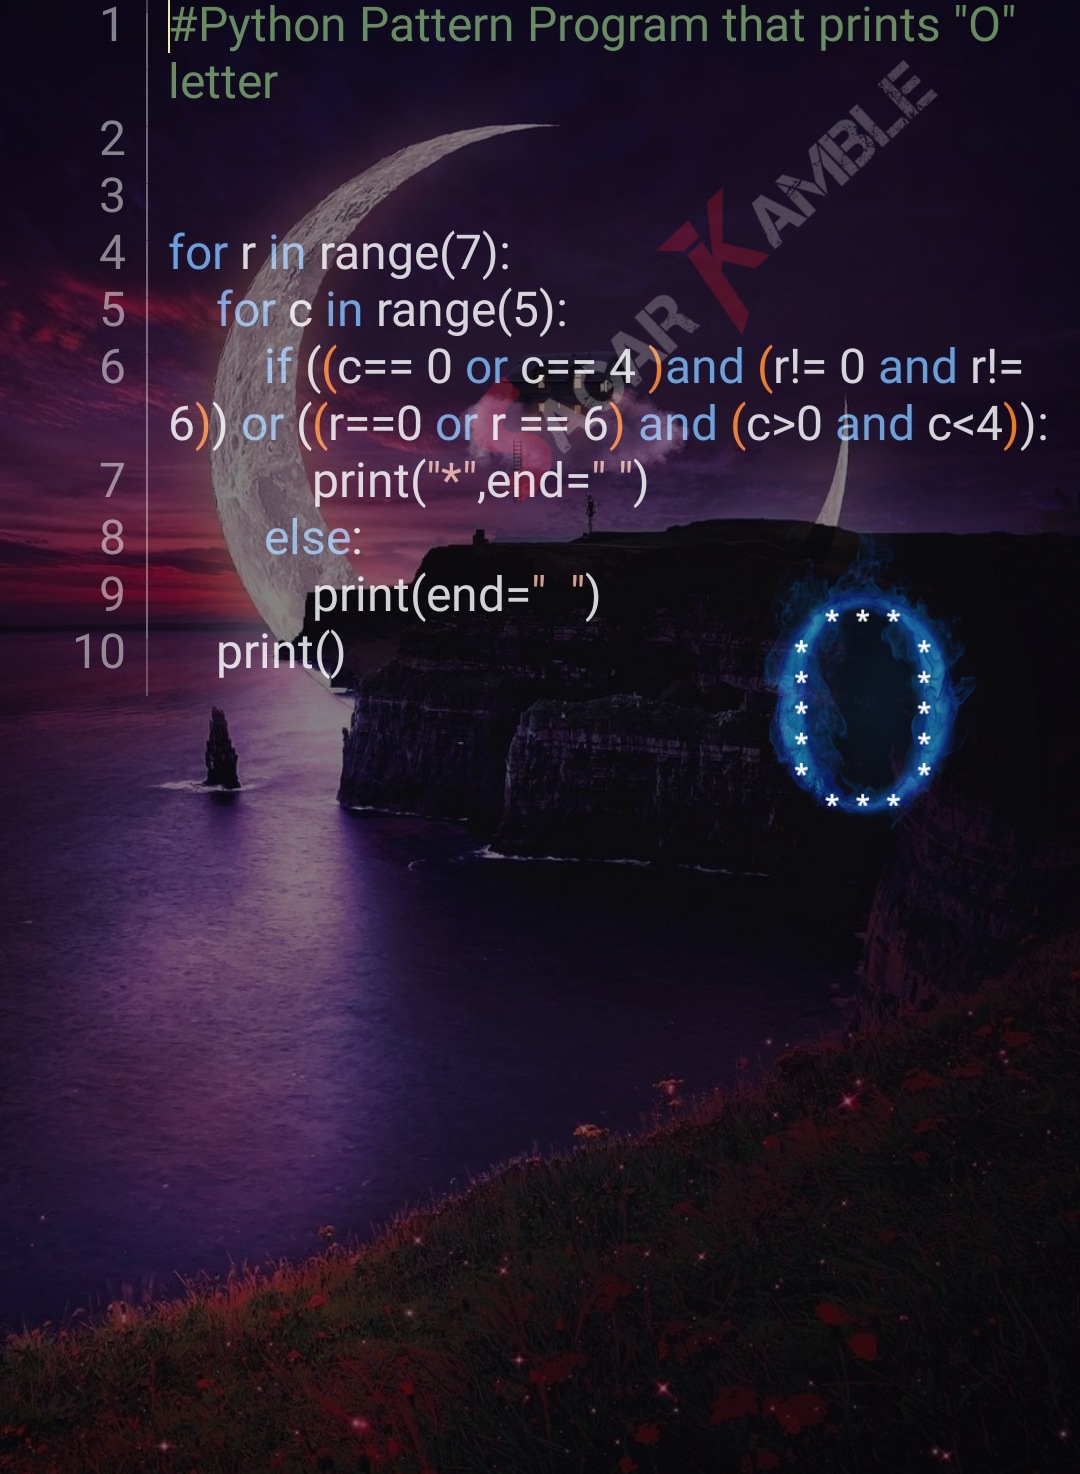 1 #Python Pattern Program that prints "O"
letter
2
3
4 for r in range(7):
5 for c in range(5):
6 if ((c== 0 or c== 4 )and (r!= 0 and r!=
6)) or ((r==0 or r == 6) and (c>0 and c<4)):
7 print("*",end=" ")
8 else:
9 print(end="  ")
10 print()
SAGAR KAMBLE
* * *
* *
* *
* *
* *
* *
* * *